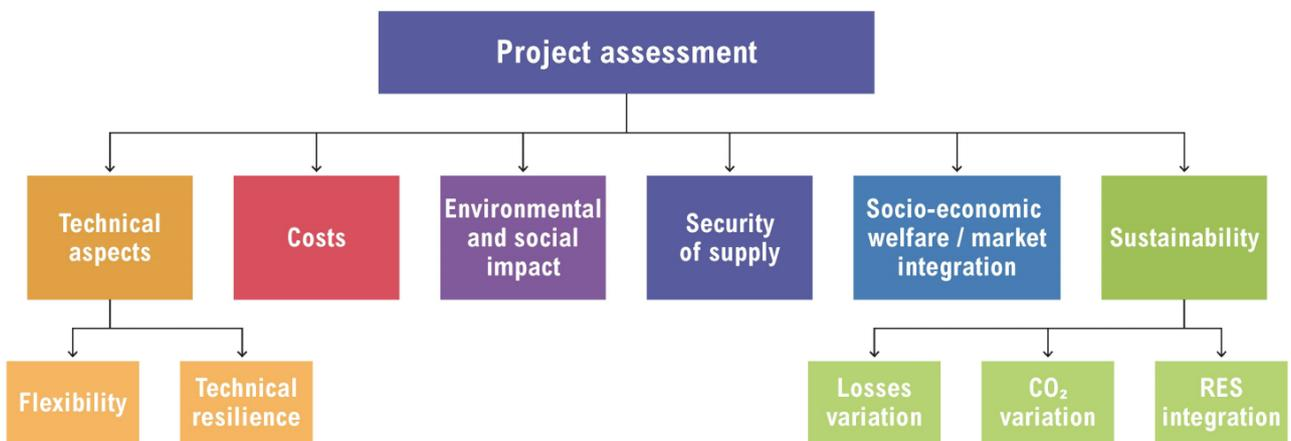 Project assessment
Technical
aspects
Costs
Environmental
and social
impact
Security
of supply
Socio-economic
welfare / market
integration
Sustainability
Flexibility
Technical
resilience
Losses
variation
CO₂
variation
RES
integration